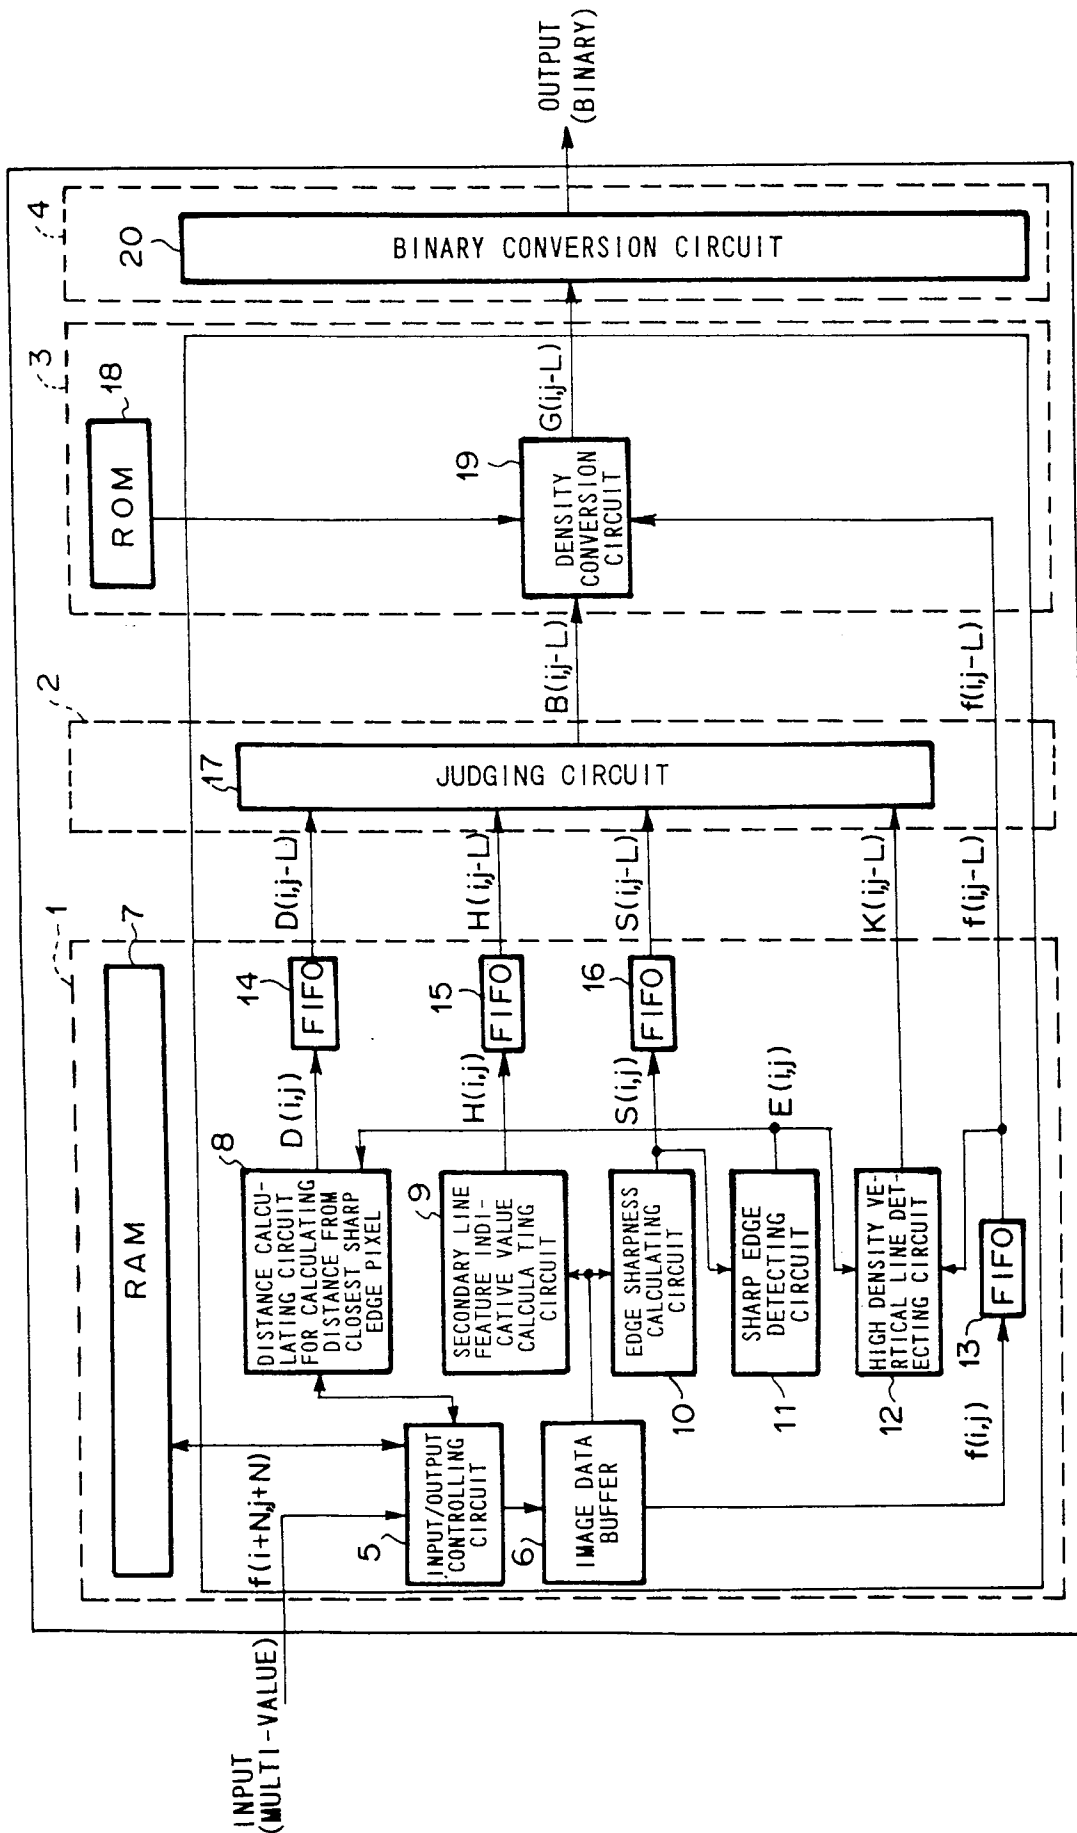 INPUT
(MULTI-VALUE)
f(i+N,j+N)
1
RAM
7
5
INPUT/OUTPUT
CONTROLLING
CIRCUIT
6
IMAGE DATA
BUFFER
8
DISTANCE CALCU-
LATING CIRCUIT
FOR CALCULATING
DISTANCE FROM
CLOSEST SHARP
EDGE PIXEL
9
SECONDARY LINE
FEATURE INDI-
CATIVE VALUE
CALCULA TING
CIRCUIT
10
EDGE SHARPNESS
CALCULATING
CIRCUIT
11
SHARP EDGE
DETECTING
CIRCUIT
12
HIGH DENSITY VE-
RTICAL LINE DET-
ECTING CIRCUIT
f(i,j)
13
FIFO
D(i,j)
H(i,j)
S(i,j)
E(i,j)
14
FIFO
15
FIFO
16
FIFO
D(i,j-L)
H(i,j-L)
S(i,j-L)
K(i,j-L)
f(i,j-L)
2
17
JUDGING CIRCUIT
B(i,j-L)
f(i,j-L)
3
18
ROM
19
DENSITY
CONVERSION
CIRCUIT
G(i,j-L)
4
20
BINARY CONVERSION CIRCUIT
OUTPUT
(BINARY)